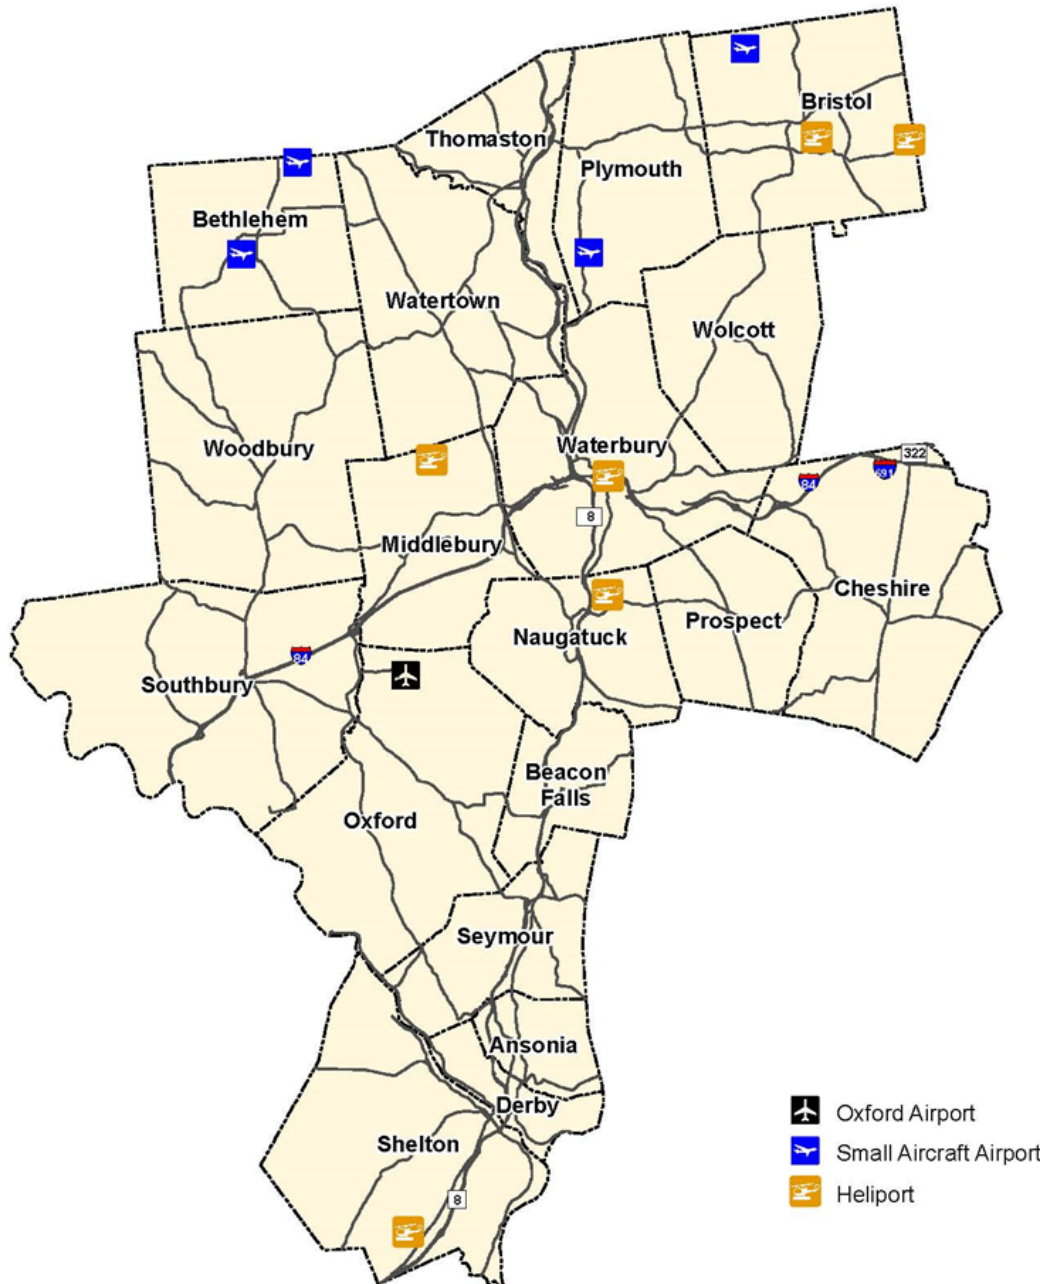 Bristol
Thomaston
Plymouth
Bethlehem
Watertown
Wolcott
Woodbury
Waterbury
322
691
84
8
Middlebury
Cheshire
Prospect
Naugatuck
84
Southbury
Beacon
Falls
Oxford
Seymour
Ansonia
Derby
Shelton
8
Oxford Airport
Small Aircraft Airport
Heliport